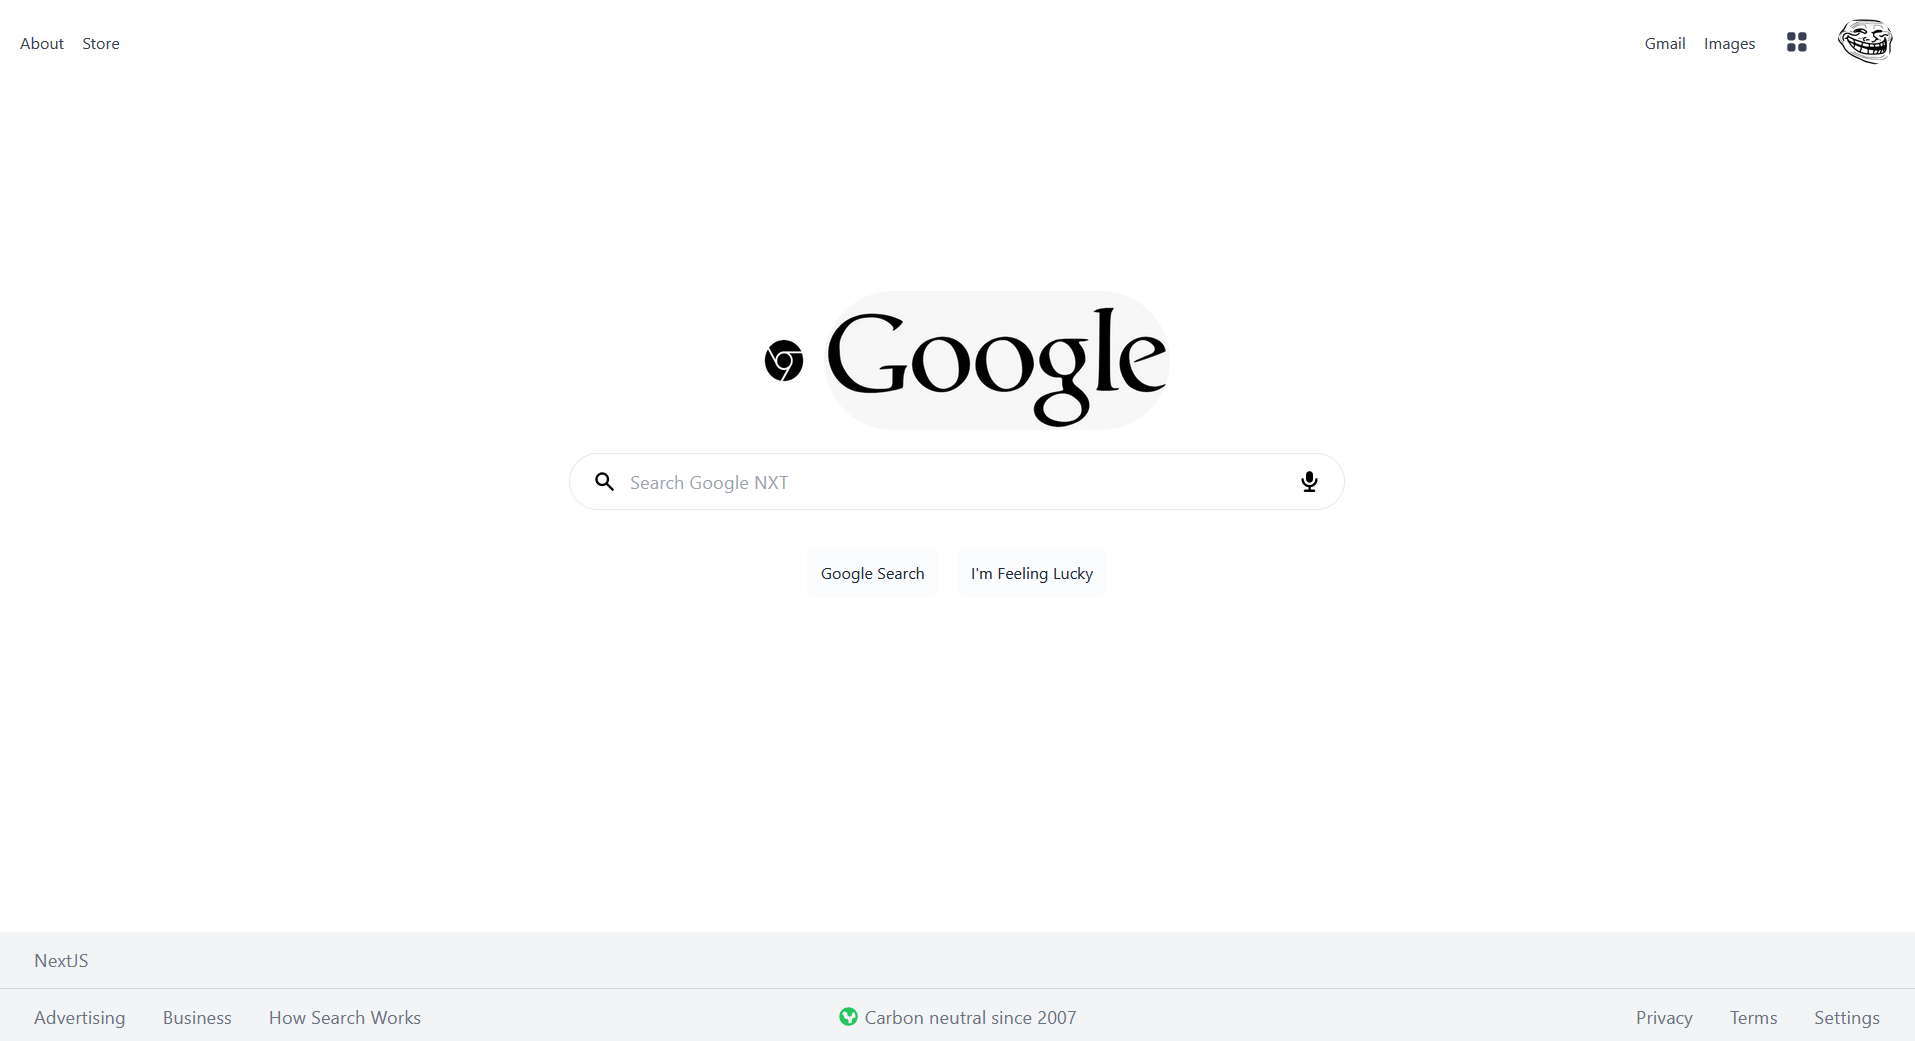 About Store Gmail Images
Google
Search Google NXT
Google Search I'm Feeling Lucky
NextJS
Advertising Business How Search Works Carbon neutral since 2007 Privacy Terms Settings